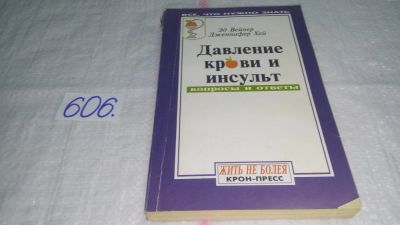 ВСЕ, ЧТО НУЖНО ЗНАТЬ
Эд Вейнер
Дженнифер Хей
Давление
крови и
инсульт
вопросы и ответы
ЖИТЬ НЕ БОЛЕЯ
КРОН-ПРЕСС
606.